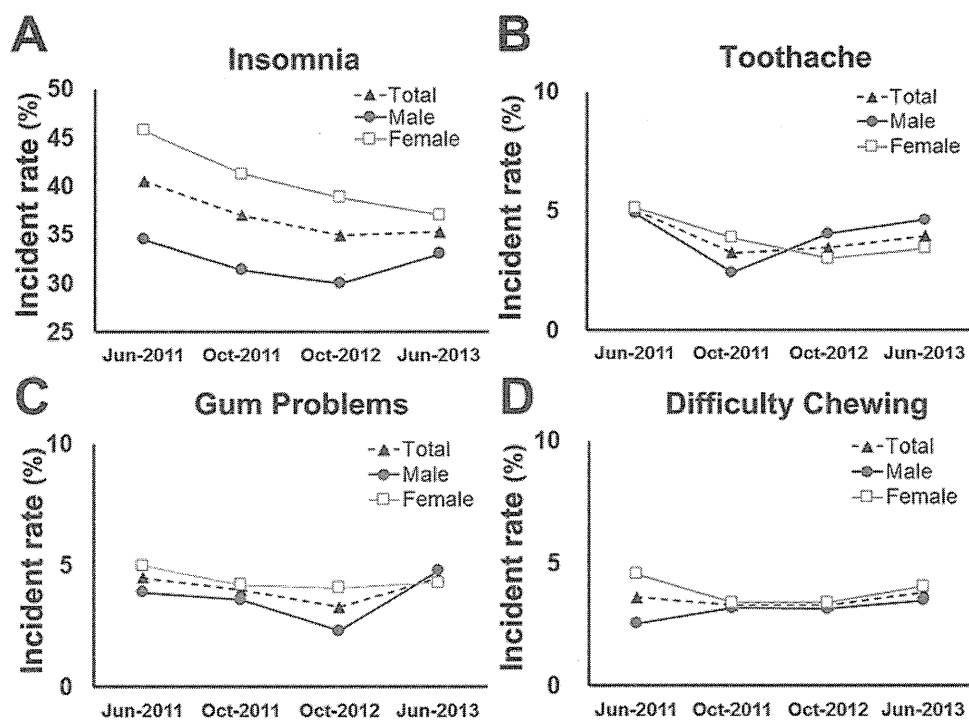 A
Insomnia
Incident rate (%)
50
45
40
35
30
25
Total
Male
Female
Jun-2011 Oct-2011 Oct-2012 Jun-2013
B
Toothache
Incident rate (%)
10
5
0
Total
Male
Female
Jun-2011 Oct-2011 Oct-2012 Jun-2013
C
Gum Problems
Incident rate (%)
10
5
0
Total
Male
Female
Jun-2011 Oct-2011 Oct-2012 Jun-2013
D
Difficulty Chewing
Incident rate (%)
10
5
0
Total
Male
Female
Jun-2011 Oct-2011 Oct-2012 Jun-2013